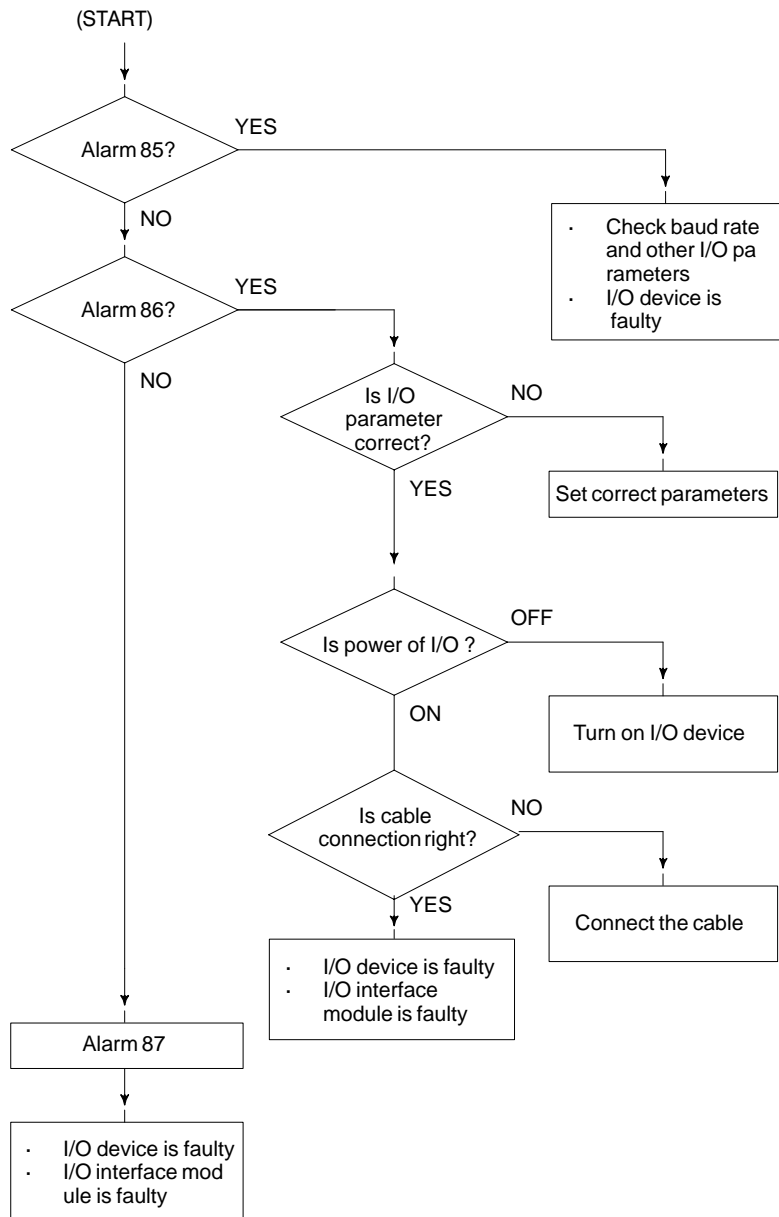 (START)
Alarm 85?
YES
NO
· Check baud rate
and other I/O pa
rameters
· I/O device is
faulty
Alarm 86?
YES
NO
Is I/O
parameter
correct?
NO
YES
Set correct parameters
Is power of I/O ?
OFF
ON
Turn on I/O device
Is cable
connection right?
NO
YES
Connect the cable
· I/O device is faulty
· I/O interface
module is faulty
Alarm 87
· I/O device is faulty
· I/O interface mod
ule is faulty